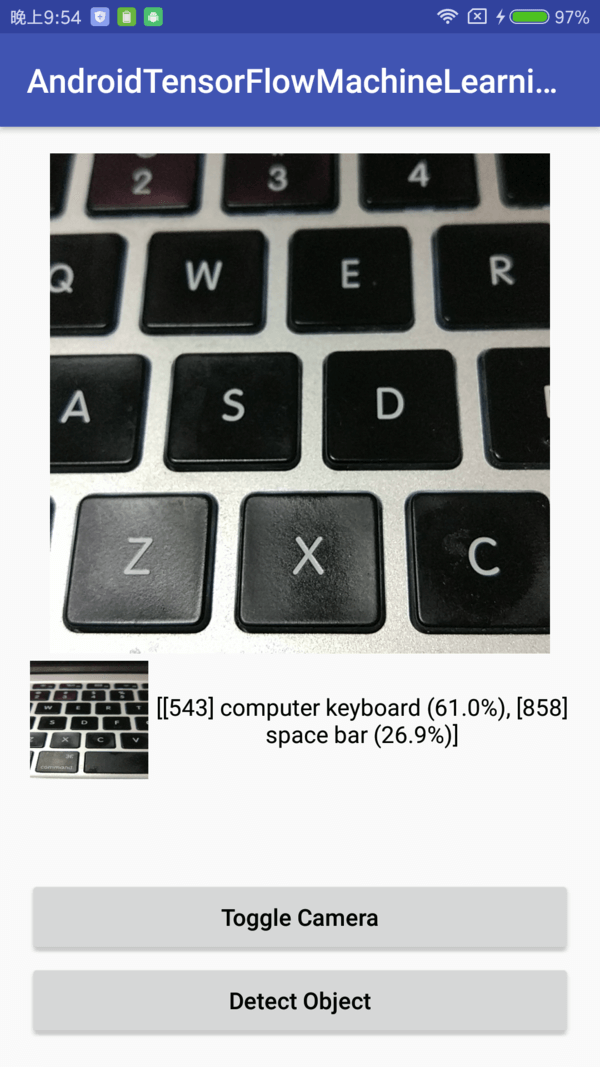 晚上9:54
97%
AndroidTensorFlowMachineLearni...
2 3 4
Q W E R
A S D
Z X C
W E R T
S D F
X C V
command
[[543] computer keyboard (61.0%), [858]
space bar (26.9%)]
Toggle Camera
Detect Object